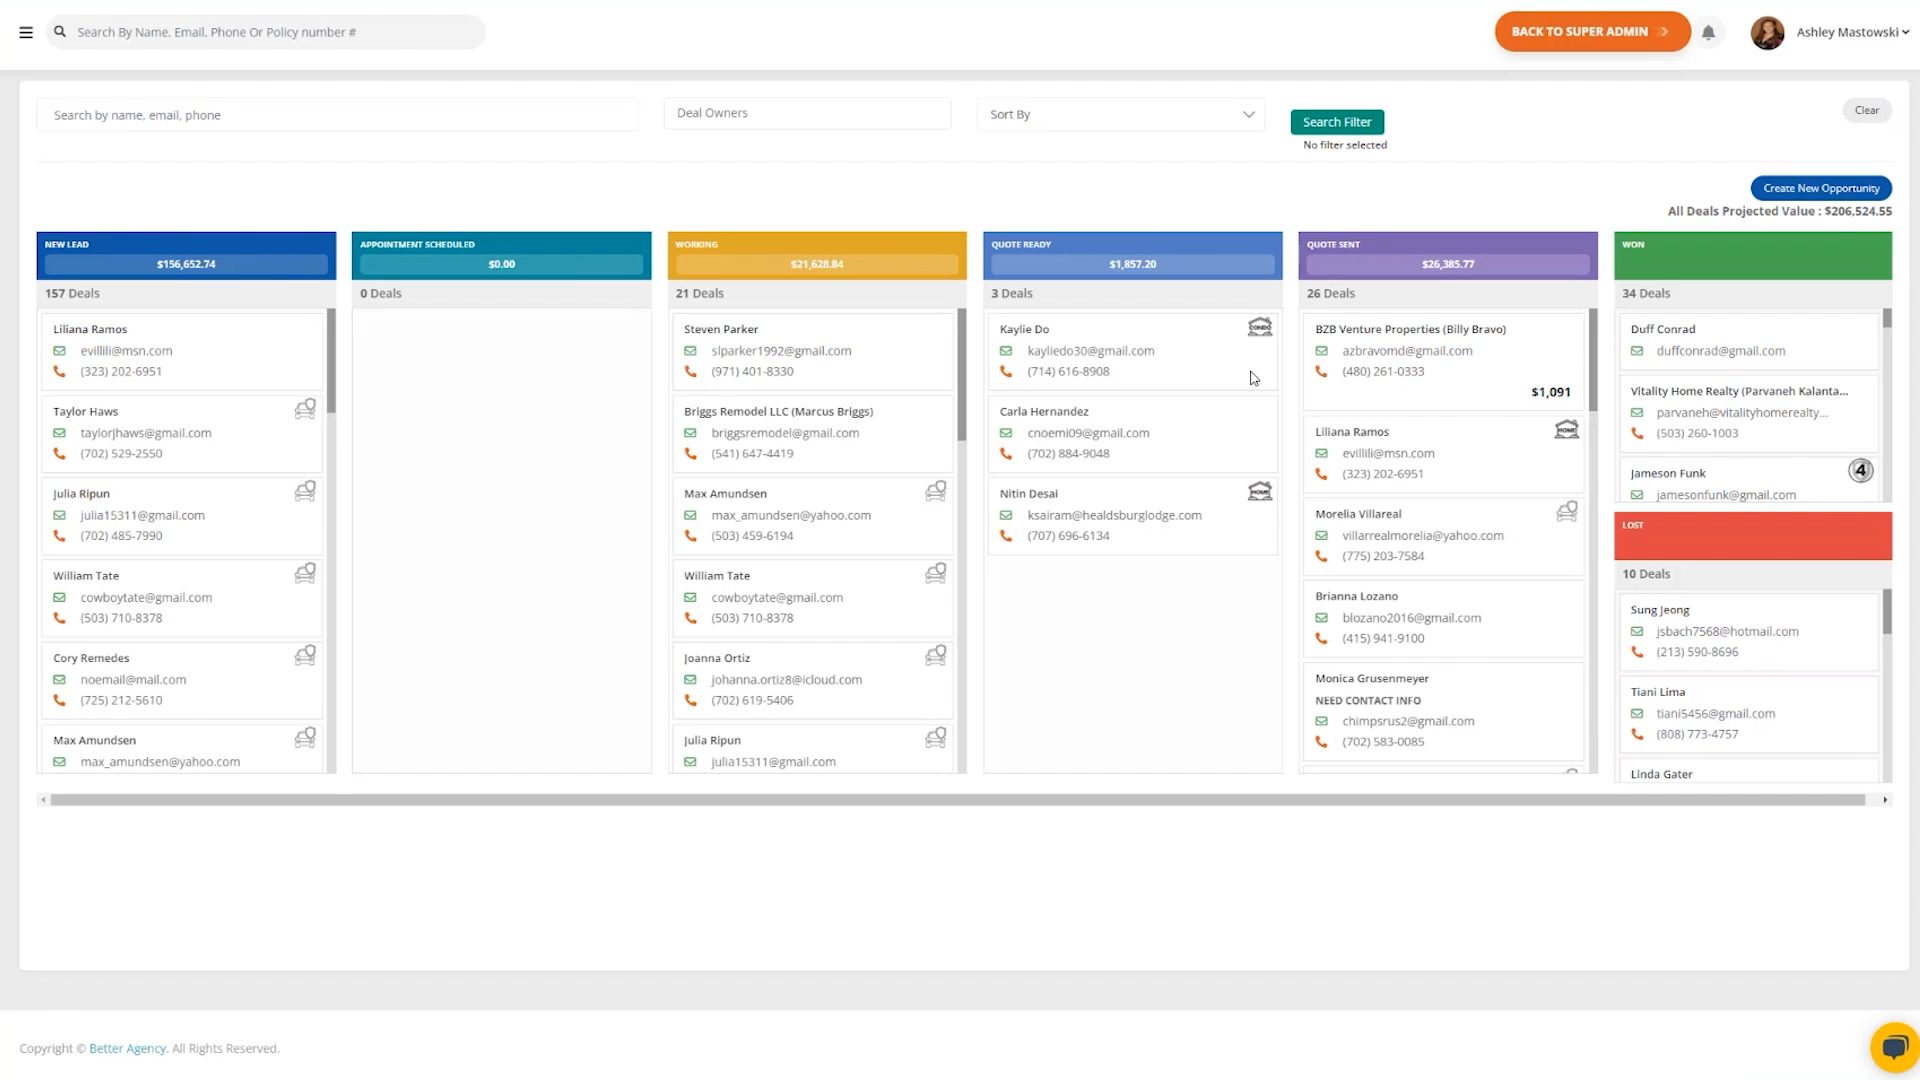 Search By Name, Email, Phone Or Policy number #
BACK TO SUPER ADMIN
Ashley Mastowski
Search by name, email, phone
Deal Owners
Sort By
Search Filter
No filter selected
Clear
Create New Opportunity
All Deals Projected Value : $206,524.55
NEW LEAD
$156,652.74
157 Deals
Liliana Ramos
evillili@msn.com
(323) 202-6951
Taylor Haws
taylorjhaws@gmail.com
(702) 529-2550
Julia Ripun
julia15311@gmail.com
(702) 485-7990
William Tate
cowboytate@gmail.com
(503) 710-8378
Cory Remedes
noemail@mail.com
(725) 212-5610
Max Amundsen
max_amundsen@yahoo.com
APPOINTMENT SCHEDULED
$0.00
0 Deals
WORKING
$21,628.84
21 Deals
Steven Parker
slparker1992@gmail.com
(971) 401-8330
Briggs Remodel LLC (Marcus Briggs)
briggsremodel@gmail.com
(541) 647-4419
Max Amundsen
max_amundsen@yahoo.com
(503) 459-6194
William Tate
cowboytate@gmail.com
(503) 710-8378
Joanna Ortiz
johanna.ortiz8@icloud.com
(702) 619-5406
Julia Ripun
julia15311@gmail.com
QUOTE READY
$1,857.20
3 Deals
Kaylie Do
CONDO
kayliedo30@gmail.com
(714) 616-8908
Carla Hernandez
cnoemi09@gmail.com
(702) 884-9048
Nitin Desai
HOME
ksairam@healdsburglodge.com
(707) 696-6134
QUOTE SENT
$26,385.77
26 Deals
BZB Venture Properties (Billy Bravo)
azbravomd@gmail.com
(480) 261-0333
$1,091
Liliana Ramos
HOME
evillili@msn.com
(323) 202-6951
Morelia Villareal
villarrealmorelia@yahoo.com
(775) 203-7584
Brianna Lozano
blozano2016@gmail.com
(415) 941-9100
Monica Grusenmeyer
NEED CONTACT INFO
chimpsrus2@gmail.com
(702) 583-0085
WON
34 Deals
Duff Conrad
duffconrad@gmail.com
Vitality Home Realty (Parvaneh Kalanta...
parvaneh@vitalityhomerealty...
(503) 260-1003
Jameson Funk
4
jamesonfunk@gmail.com
LOST
10 Deals
Sung Jeong
jsbach7568@hotmail.com
(213) 590-8696
Tiani Lima
tiani5456@gmail.com
(808) 773-4757
Linda Gater
Copyright © Better Agency. All Rights Reserved.